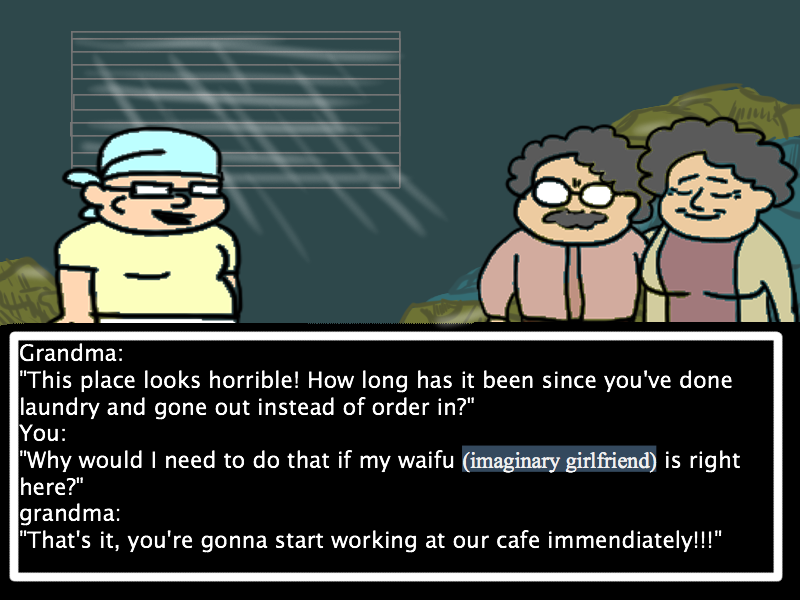 Grandma:
"This place looks horrible! How long has it been since you've done
laundry and gone out instead of order in?"
You:
"Why would I need to do that if my waifu (imaginary girlfriend) is right
here?"
grandma:
"That's it, you're gonna start working at our cafe immendiately!!!"